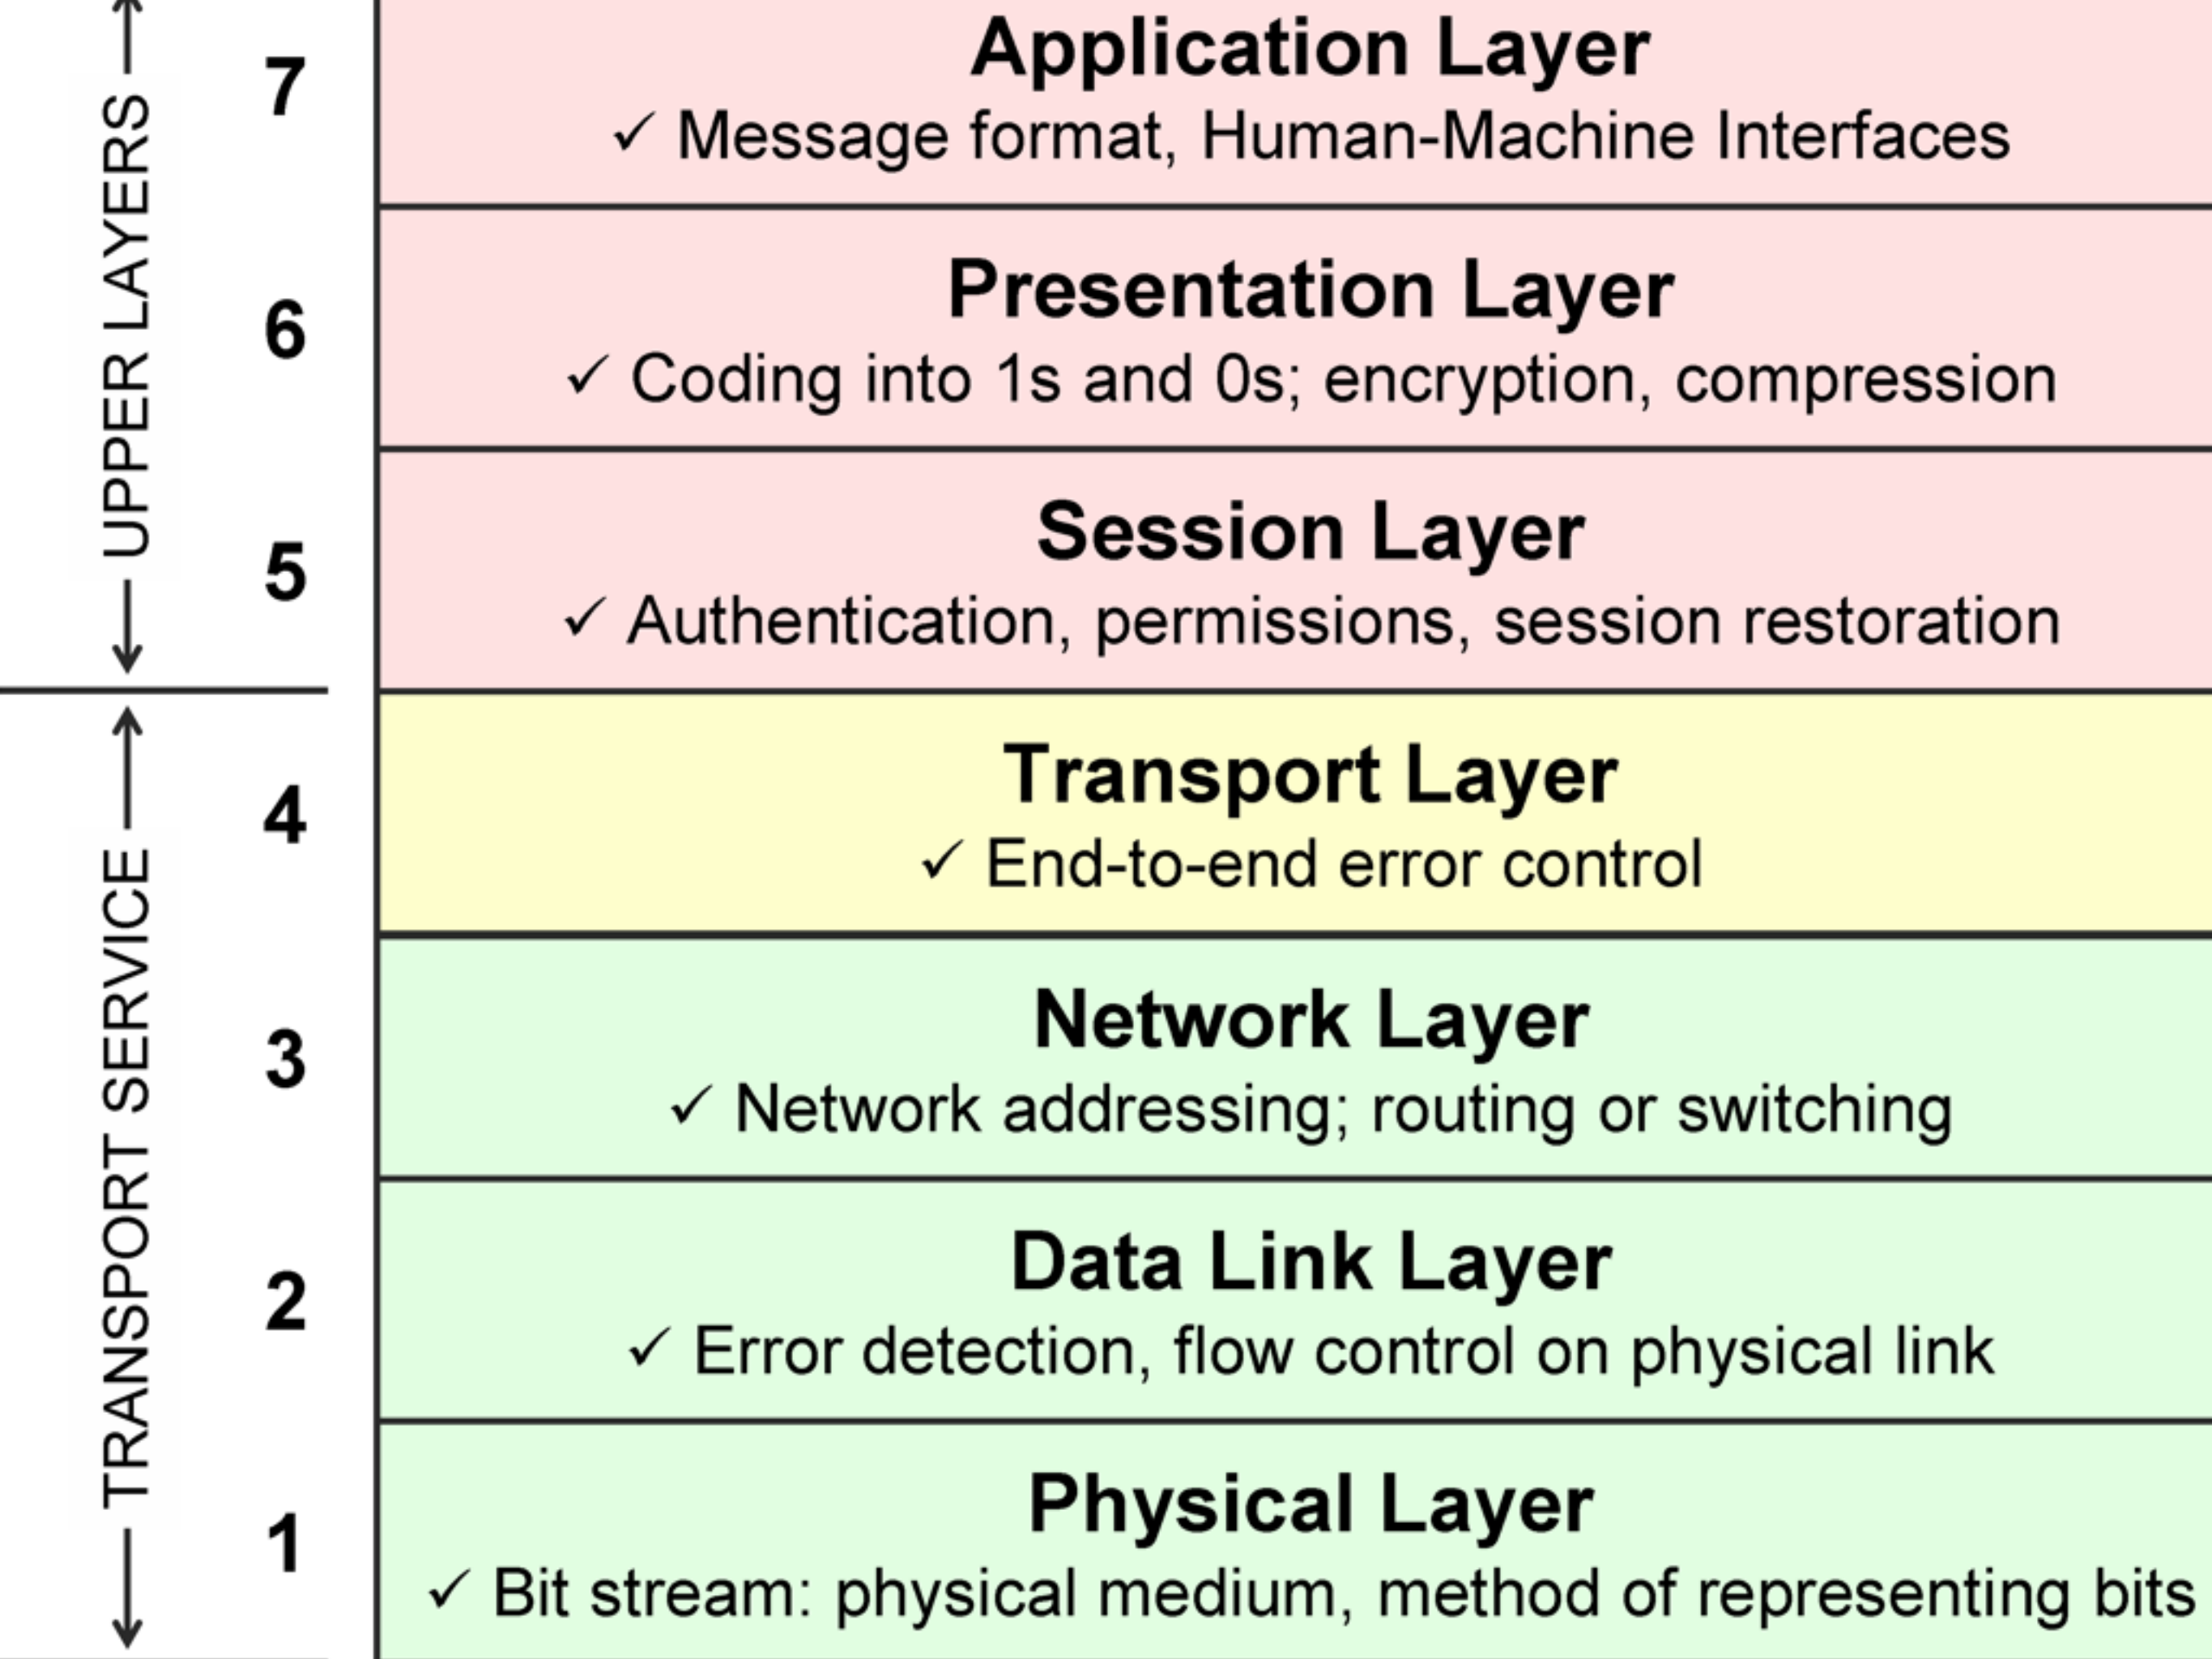 UPPER LAYERS
7
Application Layer
✓ Message format, Human-Machine Interfaces
6
Presentation Layer
✓ Coding into 1s and 0s; encryption, compression
5
Session Layer
✓ Authentication, permissions, session restoration
TRANSPORT SERVICE
4
Transport Layer
✓ End-to-end error control
3
Network Layer
✓ Network addressing; routing or switching
2
Data Link Layer
✓ Error detection, flow control on physical link
1
Physical Layer
✓ Bit stream: physical medium, method of representing bits